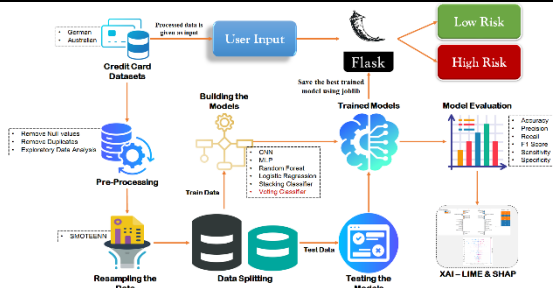 German
Australian
Processed data is
given as input
User Input
Flask
Low Risk
High Risk
Credit Card
Datasets
Save the best trained
model using joblib
Building the
Models
Trained Models
Model Evaluation
Accuracy
Precision
Recall
F1 Score
Sensitivity
Specificity
Remove Null values
Remove Duplicates
Exploratory Data Analysis
CNN
MLP
Random Forest
Logistic Regression
Stacking Classifier
Voting Classifier
Pre-Processing
Train Data
SMOTEENN
Test Data
Resampling the
Data
Data Splitting
Testing the
Models
XAI – LIME & SHAP